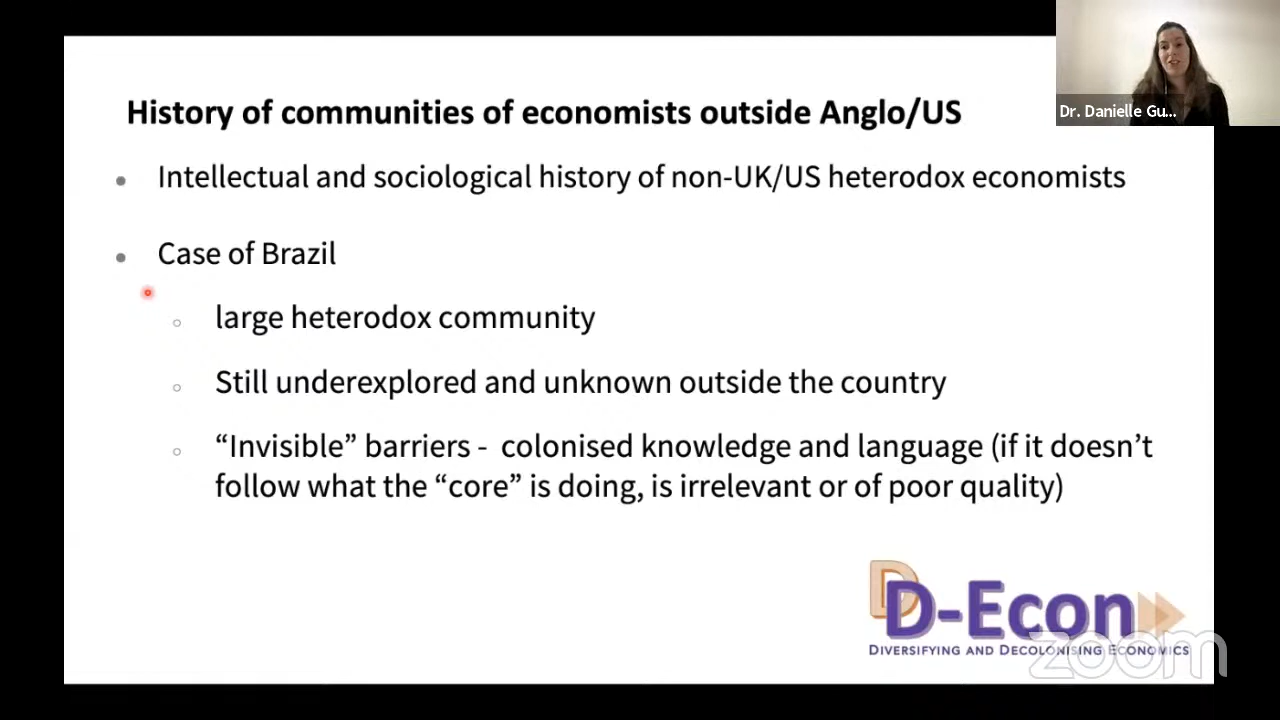 History of communities of economists outside Anglo/US
Dr. Danielle Gu...
Intellectual and sociological history of non-UK/US heterodox economists
Case of Brazil
large heterodox community
Still underexplored and unknown outside the country
“Invisible” barriers - colonised knowledge and language (if it doesn’t
follow what the “core” is doing, is irrelevant or of poor quality)
D D-Econ
DIVERSIFYING AND DECOLONISING ECONOMICS
zoom